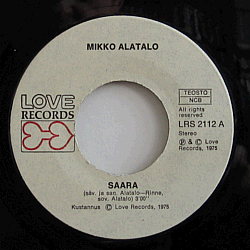 MIKKO ALATALO
LOVE
RECORDS
TEOSTO
NCB
All rights
reserved
LRS 2112 A
Stereo
℗ & © Love
Records, 1975
SAARA
(säv. ja san. Alatalo—Rinne,
sov. Alatalo) 3'00"
Kustannus © Love Records, 1975